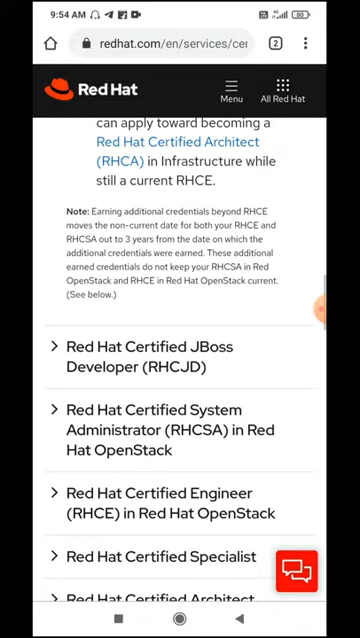 9:54 AM
80
redhat.com/en/services/cer
2
Red Hat
Menu
All Red Hat
can apply toward becoming a
Red Hat Certified Architect
(RHCA) in Infrastructure while
still a current RHCE.
Note: Earning additional credentials beyond RHCE
moves the non-current date for both your RHCE and
RHCSA out to 3 years from the date on which the
additional credentials were earned. These additional
earned credentials do not keep your RHCSA in Red
OpenStack and RHCE in Red Hat OpenStack current.
(See below.)
Red Hat Certified JBoss
Developer (RHCJD)
Red Hat Certified System
Administrator (RHCSA) in Red
Hat OpenStack
Red Hat Certified Engineer
(RHCE) in Red Hat OpenStack
Red Hat Certified Specialist
Red Hat Certified Architect